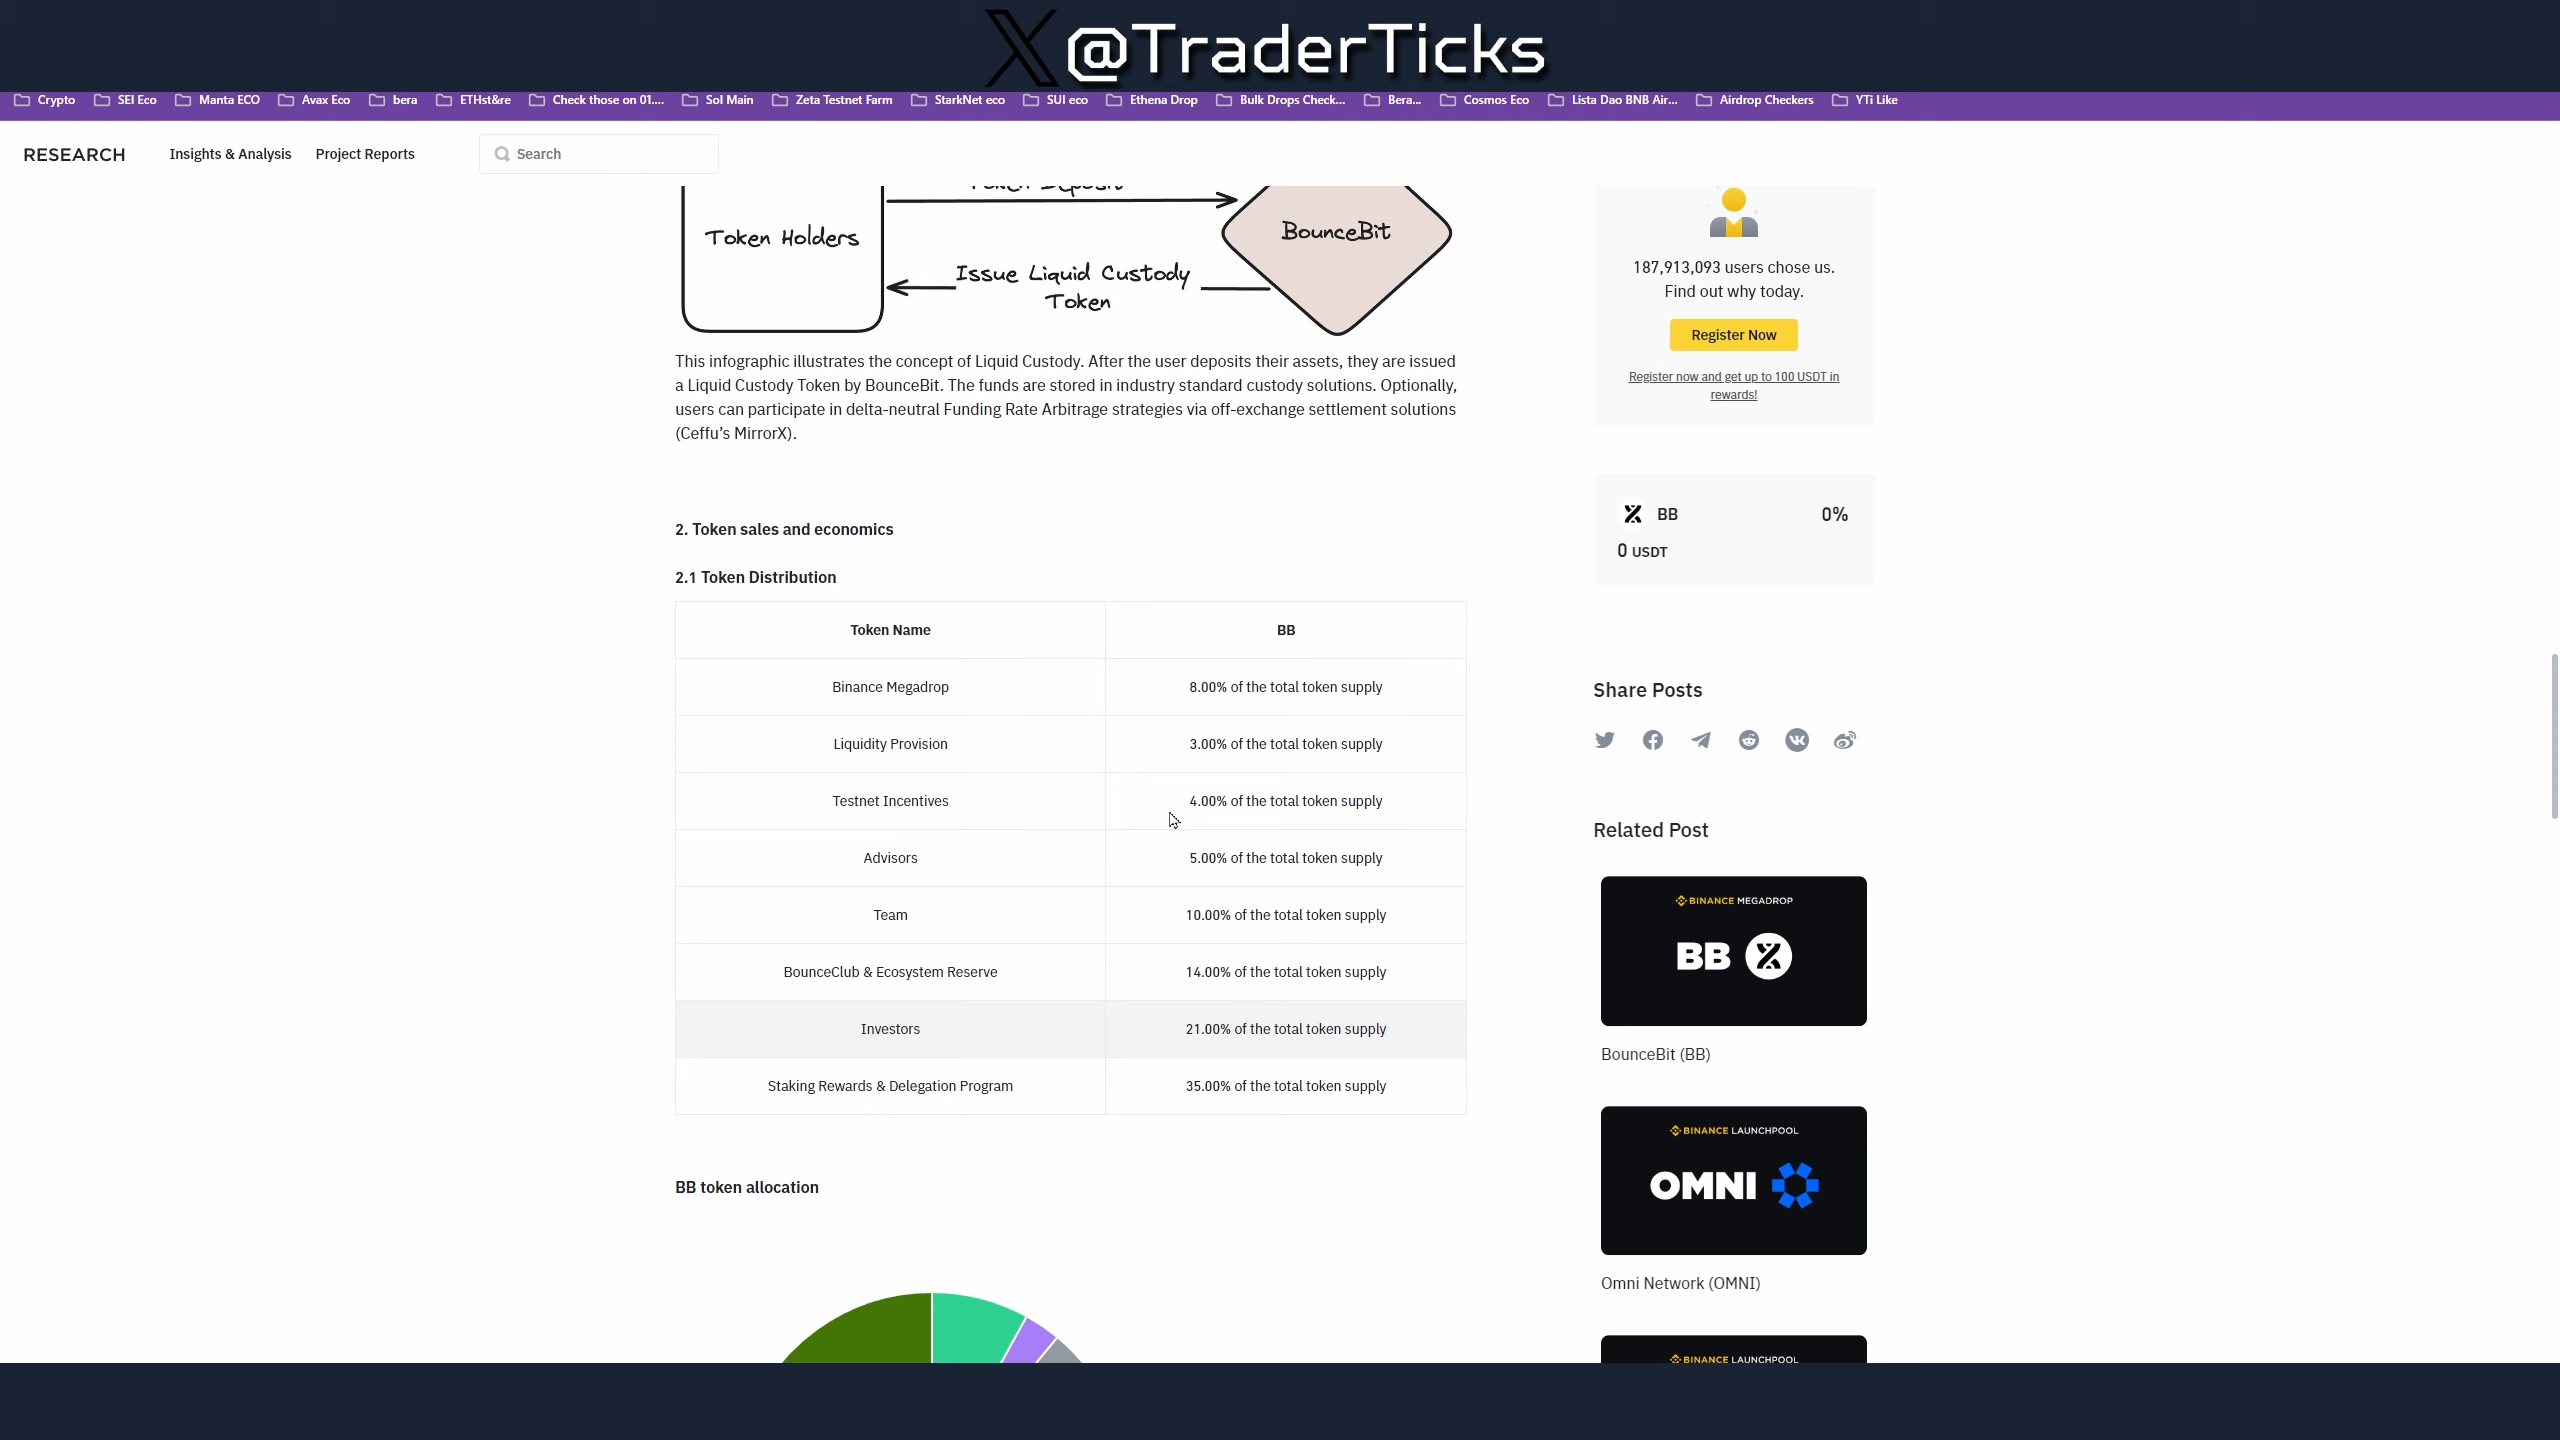 @TraderTicks
Crypto SEI Eco Manta ECO Avax Eco bera ETHst&re Check those on 01.... Sol Main Zeta Testnet Farm StarkNet eco SUI eco Ethena Drop Bulk Drops Check... Bera... Cosmos Eco Lista Dao BNB Air... Airdrop Checkers YTi Like
RESEARCH Insights & Analysis Project Reports Search
Token Deposit
Token Holders
BounceBit
Issue Liquid Custody
Token
This infographic illustrates the concept of Liquid Custody. After the user deposits their assets, they are issued
a Liquid Custody Token by BounceBit. The funds are stored in industry standard custody solutions. Optionally,
users can participate in delta-neutral Funding Rate Arbitrage strategies via off-exchange settlement solutions
(Ceffu’s MirrorX).
2. Token sales and economics
2.1 Token Distribution
Token Name BB
Binance Megadrop 8.00% of the total token supply
Liquidity Provision 3.00% of the total token supply
Testnet Incentives 4.00% of the total token supply
Advisors 5.00% of the total token supply
Team 10.00% of the total token supply
BounceClub & Ecosystem Reserve 14.00% of the total token supply
Investors 21.00% of the total token supply
Staking Rewards & Delegation Program 35.00% of the total token supply
BB token allocation
187,913,093 users chose us.
Find out why today.
Register Now
Register now and get up to 100 USDT in
rewards!
BB 0%
0 USDT
Share Posts
Related Post
BINANCE MEGADROP
BB
BounceBit (BB)
BINANCE LAUNCHPOOL
OMNI
Omni Network (OMNI)
BINANCE LAUNCHPOOL